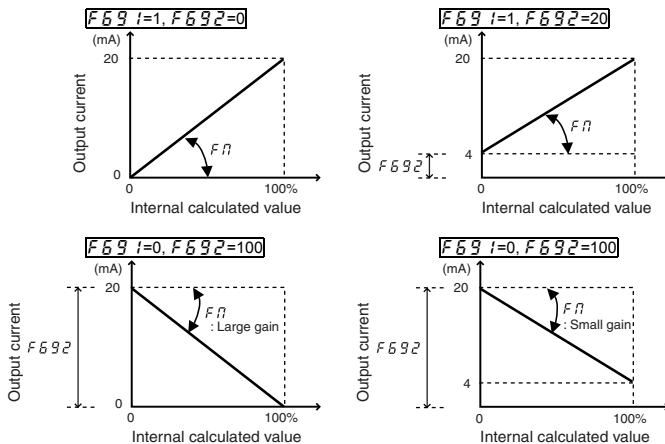 F691=1, F692=0
(mA)
20
Output current
FM
0
0
100%
Internal calculated value
F691=1, F692=20
(mA)
20
Output current
FM
4
F692
0
0
100%
Internal calculated value
F691=0, F692=100
(mA)
20
Output current
F692
FM
: Large gain
0
0
100%
Internal calculated value
F691=0, F692=100
(mA)
20
Output current
F692
FM
: Small gain
4
0
100%
Internal calculated value